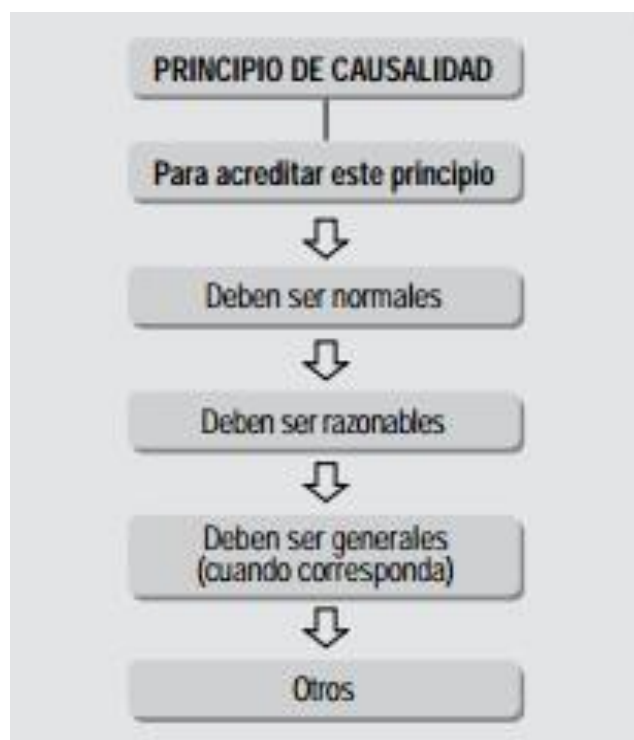 PRINCIPIO DE CAUSALIDAD
Para acreditar este principio
Deben ser normales
Deben ser razonables
Deben ser generales
(cuando corresponda)
Otros